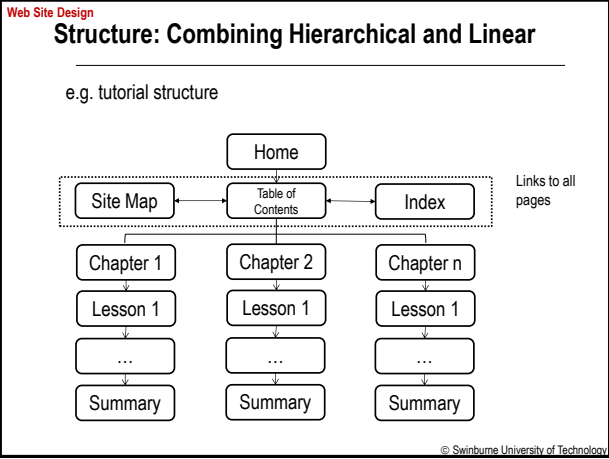 Web Site Design
Structure: Combining Hierarchical and Linear
e.g. tutorial structure
Home
Site Map
Table of
Contents
Index
Links to all
pages
Chapter 1
Chapter 2
Chapter n
Lesson 1
Lesson 1
Lesson 1
…
…
…
Summary
Summary
Summary
© Swinburne University of Technology